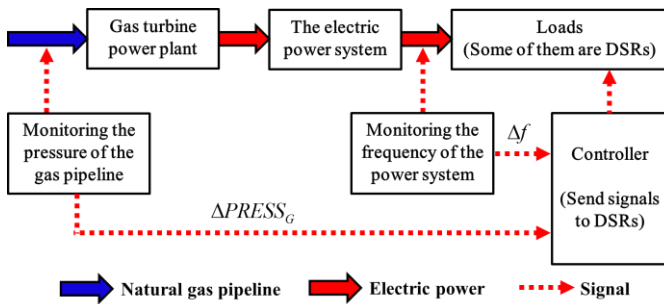 Gas turbine
power plant
The electric
power system
Loads
(Some of them are DSRs)
Monitoring the
pressure of the
gas pipeline
Monitoring the
frequency of the
power system
Δf
Controller
(Send signals
to DSRs)
ΔPRESS_G
Natural gas pipeline
Electric power
Signal